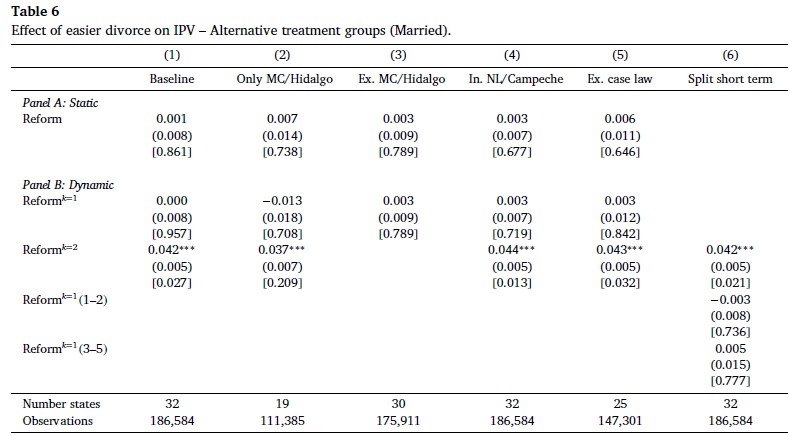 Table 6
Effect of easier divorce on IPV – Alternative treatment groups (Married).
(1) (2) (3) (4) (5) (6)
Baseline Only MC/Hidalgo Ex. MC/Hidalgo In. NL/Campeche Ex. case law Split short term
Panel A: Static
Reform 0.001 0.007 0.003 0.003 0.006
(0.008) (0.014) (0.009) (0.007) (0.011)
[0.861] [0.738] [0.789] [0.677] [0.646]
Panel B: Dynamic
Reform^k=1 0.000 −0.013 0.003 0.003 0.003
(0.008) (0.018) (0.009) (0.007) (0.012)
[0.957] [0.708] [0.789] [0.719] [0.842]
Reform^k=2 0.042*** 0.037*** 0.044*** 0.043*** 0.042***
(0.005) (0.007) (0.005) (0.005) (0.005)
[0.027] [0.209] [0.013] [0.032] [0.021]
Reform^k=1 (1–2) −0.003
(0.008)
[0.736]
Reform^k=1 (3–5) 0.005
(0.015)
[0.777]
Number states 32 19 30 32 25 32
Observations 186,584 111,385 175,911 186,584 147,301 186,584